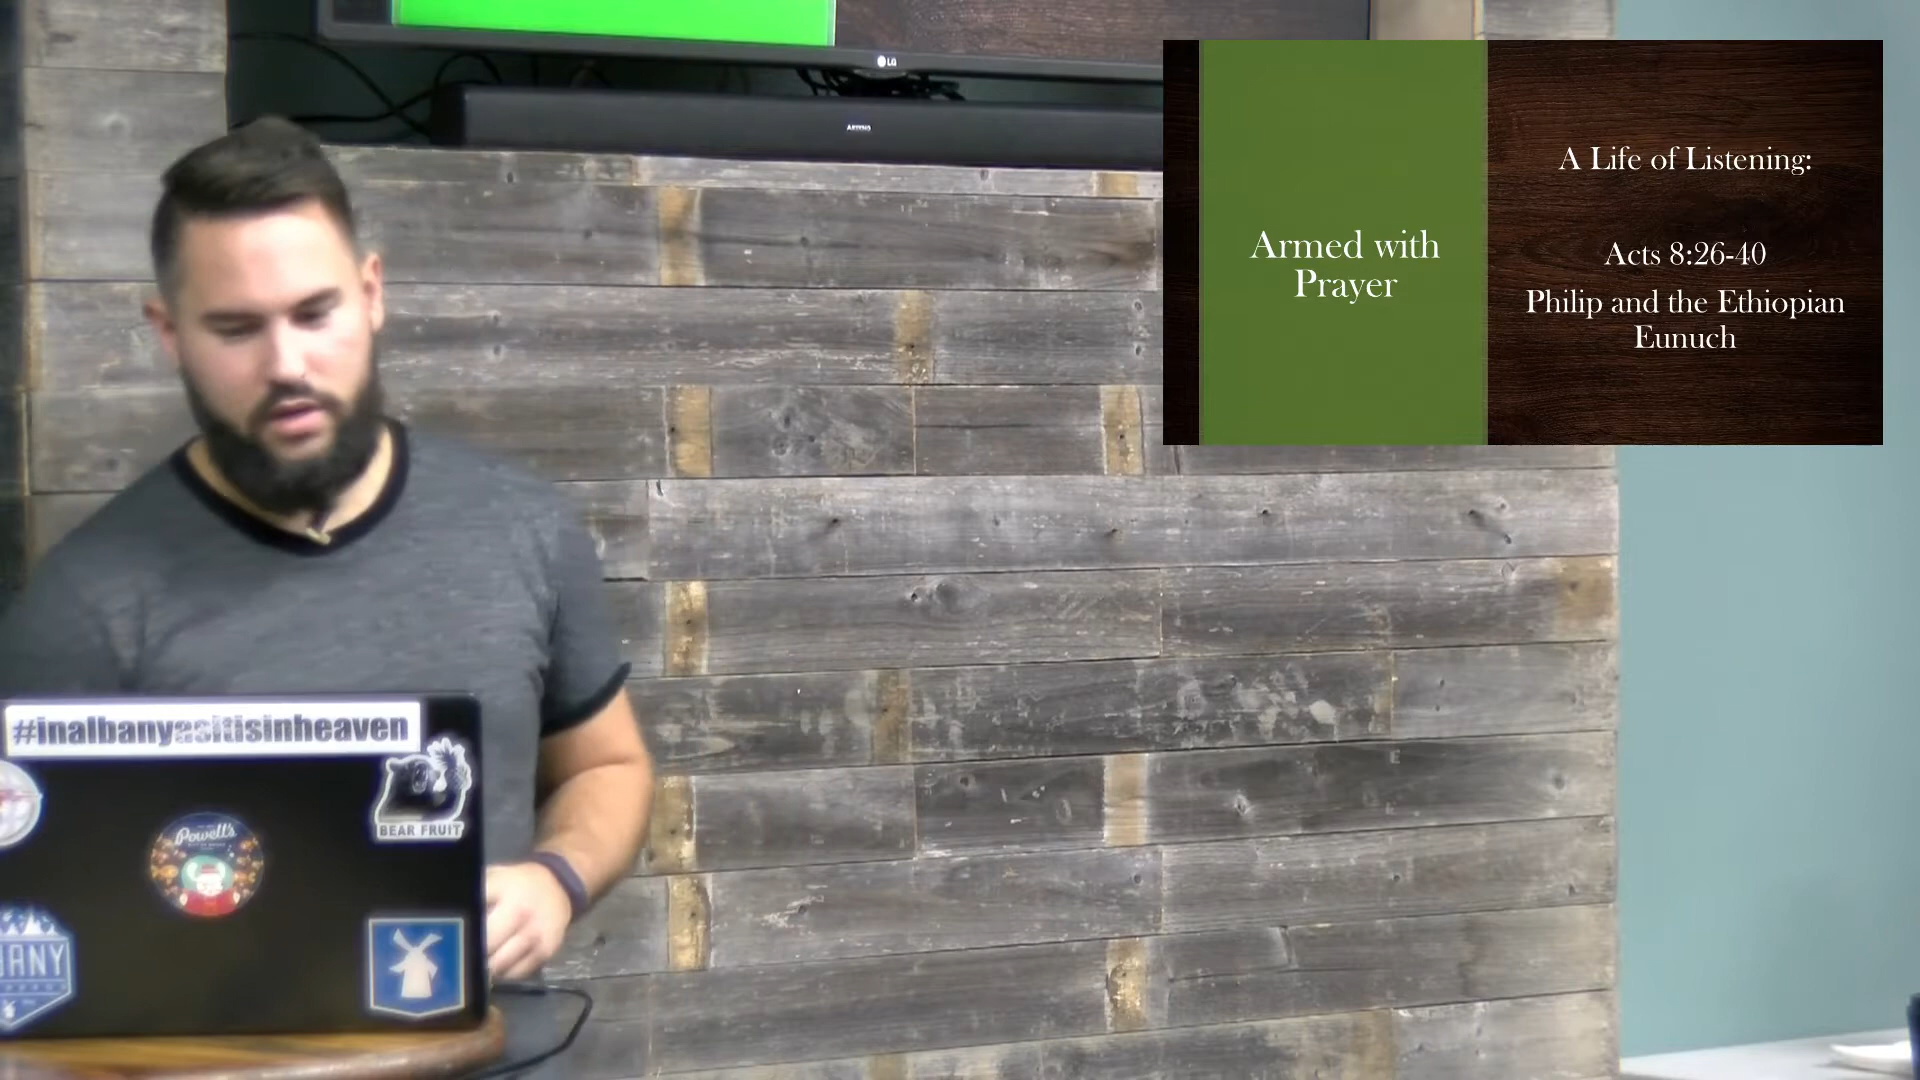 LG
Armed with
Prayer
A Life of Listening:
Acts 8:26-40
Philip and the Ethiopian
Eunuch
#inalbanyasitisinheaven
BEAR FRUIT
Powell's